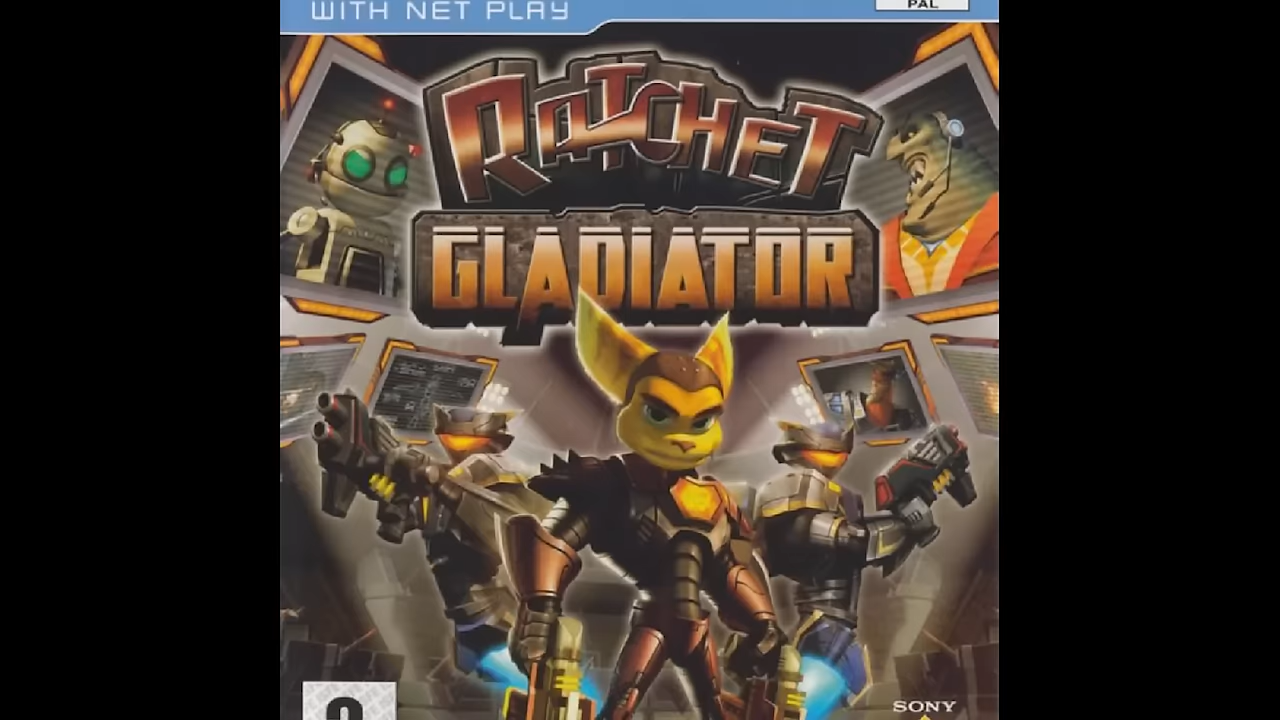 WITH NET PLAY
PAL
RATCHET
GLADIATOR
SONY